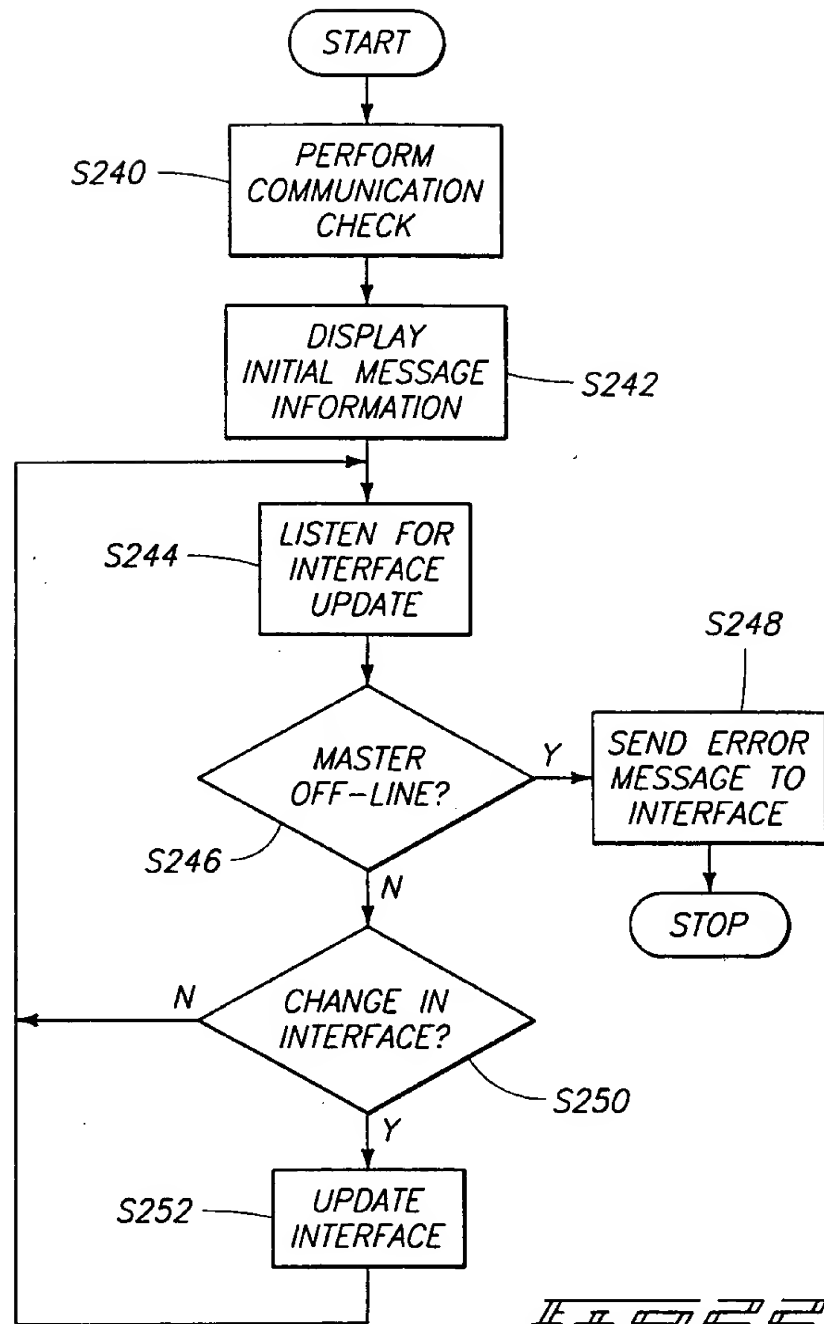 START
S240
PERFORM
COMMUNICATION
CHECK
DISPLAY
INITIAL MESSAGE
INFORMATION
S242
S244
LISTEN FOR
INTERFACE
UPDATE
S248
MASTER
OFF-LINE?
Y
SEND ERROR
MESSAGE TO
INTERFACE
S246
N
STOP
N
CHANGE IN
INTERFACE?
S250
Y
S252
UPDATE
INTERFACE